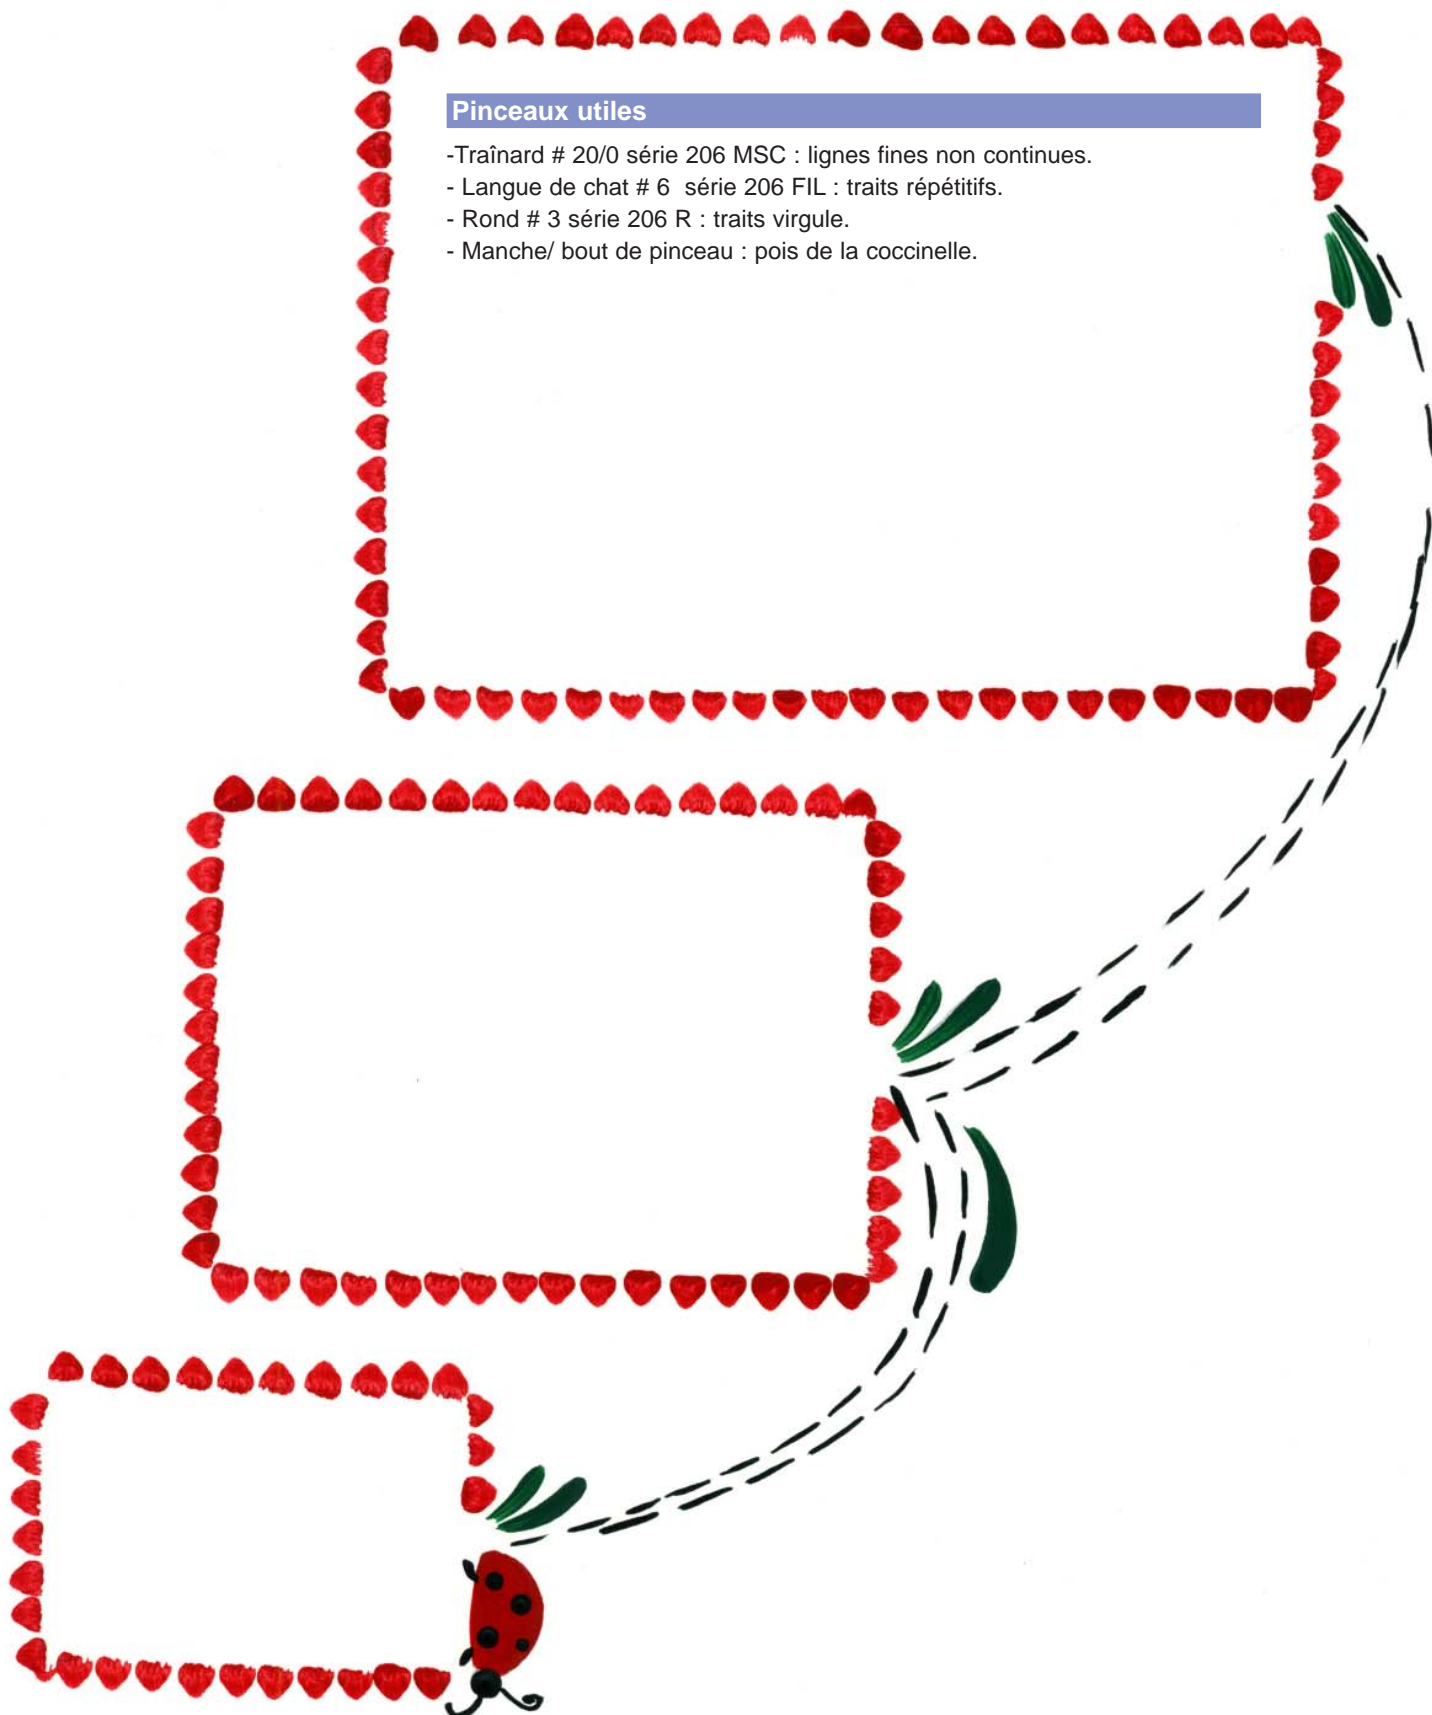 Pinceaux utiles
-Traînard # 20/0 série 206 MSC : lignes fines non continues.
- Langue de chat # 6 série 206 FIL : traits répétitifs.
- Rond # 3 série 206 R : traits virgule.
- Manche/ bout de pinceau : pois de la coccinelle.